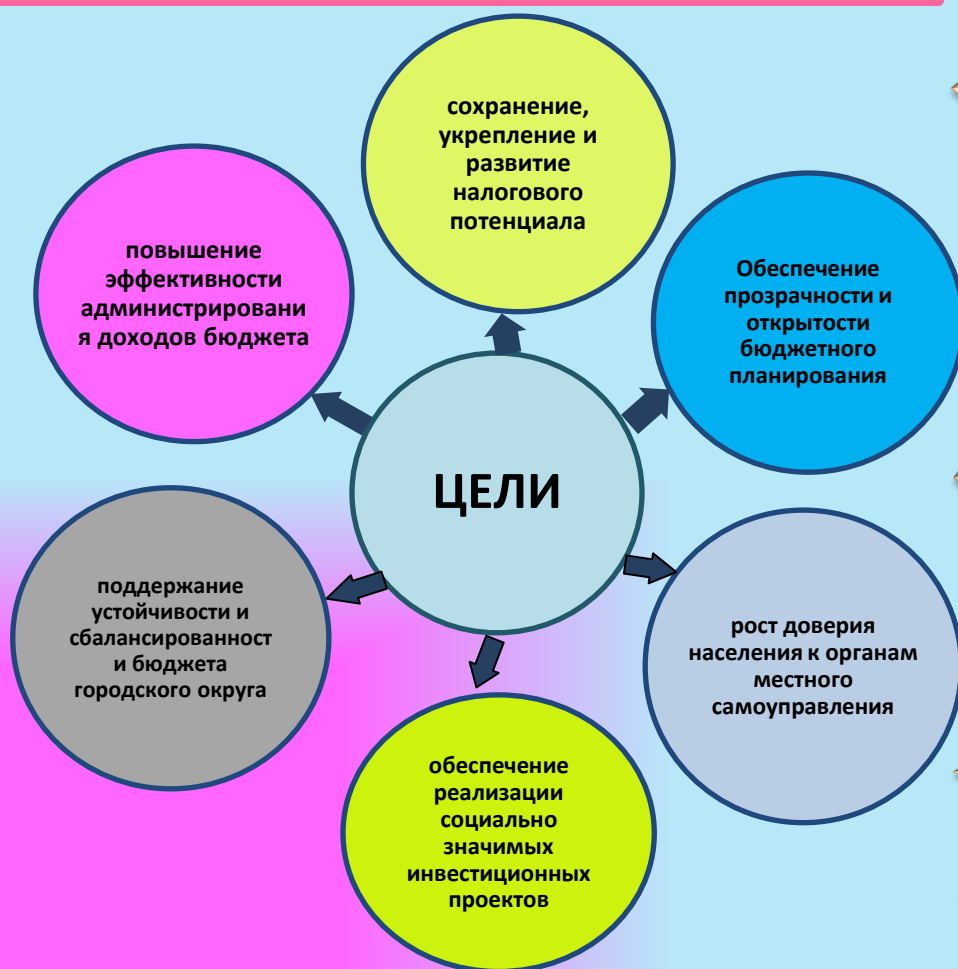 сохранение,
укрепление и
развитие
налогового
потенциала
повышение
эффективности
администрировани
я доходов бюджета
Обеспечение
прозрачности и
открытости
бюджетного
планирования
ЦЕЛИ
поддержание
устойчивости и
сбалансированност
и бюджета
городского округа
рост доверия
населения к органам
местного
самоуправления
обеспечение
реализации
социально
значимых
инвестиционных
проектов